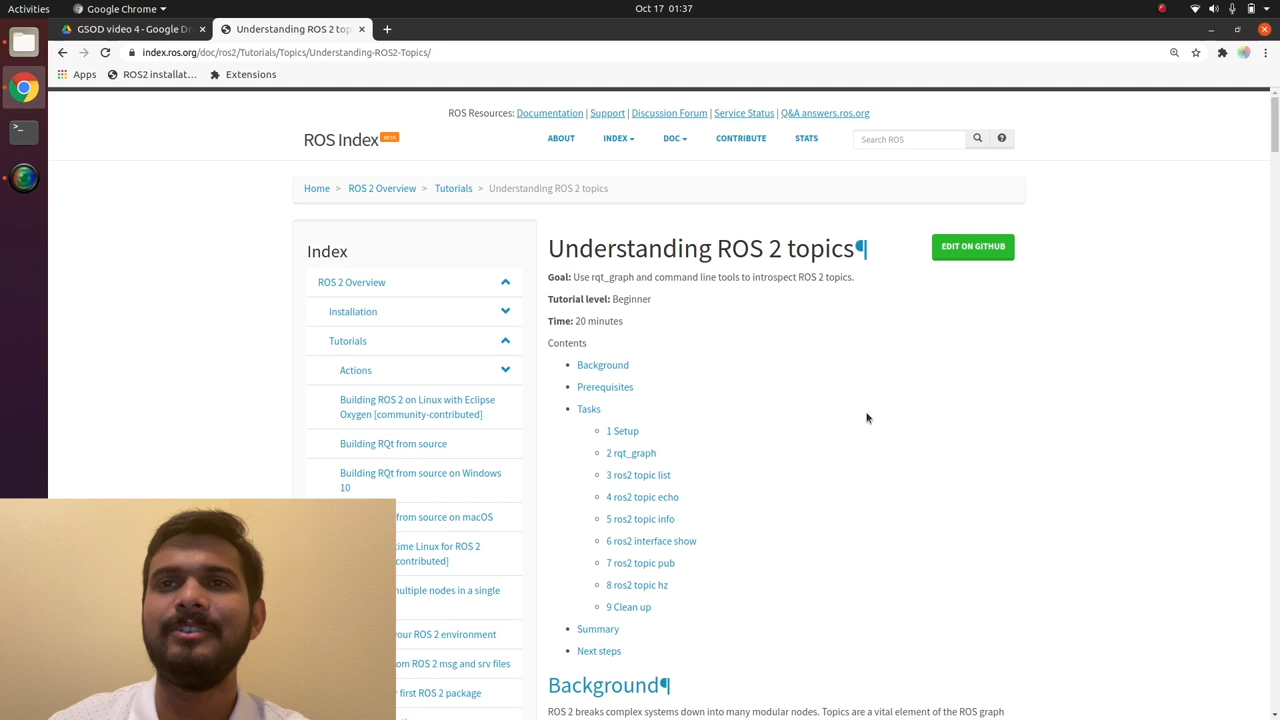 Activities
Google Chrome
Oct 17 01:37
GSOD video 4 - Google Dr
Understanding ROS 2 top
index.ros.org/doc/ros2/Tutorials/Topics/Understanding-ROS2-Topics/
Apps
ROS2 installat…
Extensions
ROS Resources: Documentation | Support | Discussion Forum | Service Status | Q&A answers.ros.org
ROS Index BETA
ABOUT
INDEX
DOC
CONTRIBUTE
STATS
Search ROS
Home > ROS 2 Overview > Tutorials > Understanding ROS 2 topics
Index
ROS 2 Overview
Installation
Tutorials
Actions
Building ROS 2 on Linux with Eclipse
Oxygen [community-contributed]
Building RQt from source
Building RQt from source on Windows
10
from source on macOS
time Linux for ROS 2
contributed]
multiple nodes in a single
your ROS 2 environment
om ROS 2 msg and srv files
r first ROS 2 package
Understanding ROS 2 topics¶
EDIT ON GITHUB
Goal: Use rqt_graph and command line tools to introspect ROS 2 topics.
Tutorial level: Beginner
Time: 20 minutes
Contents
• Background
• Prerequisites
• Tasks
◦ 1 Setup
◦ 2 rqt_graph
◦ 3 ros2 topic list
◦ 4 ros2 topic echo
◦ 5 ros2 topic info
◦ 6 ros2 interface show
◦ 7 ros2 topic pub
◦ 8 ros2 topic hz
◦ 9 Clean up
• Summary
• Next steps
Background¶
ROS 2 breaks complex systems down into many modular nodes. Topics are a vital element of the ROS graph